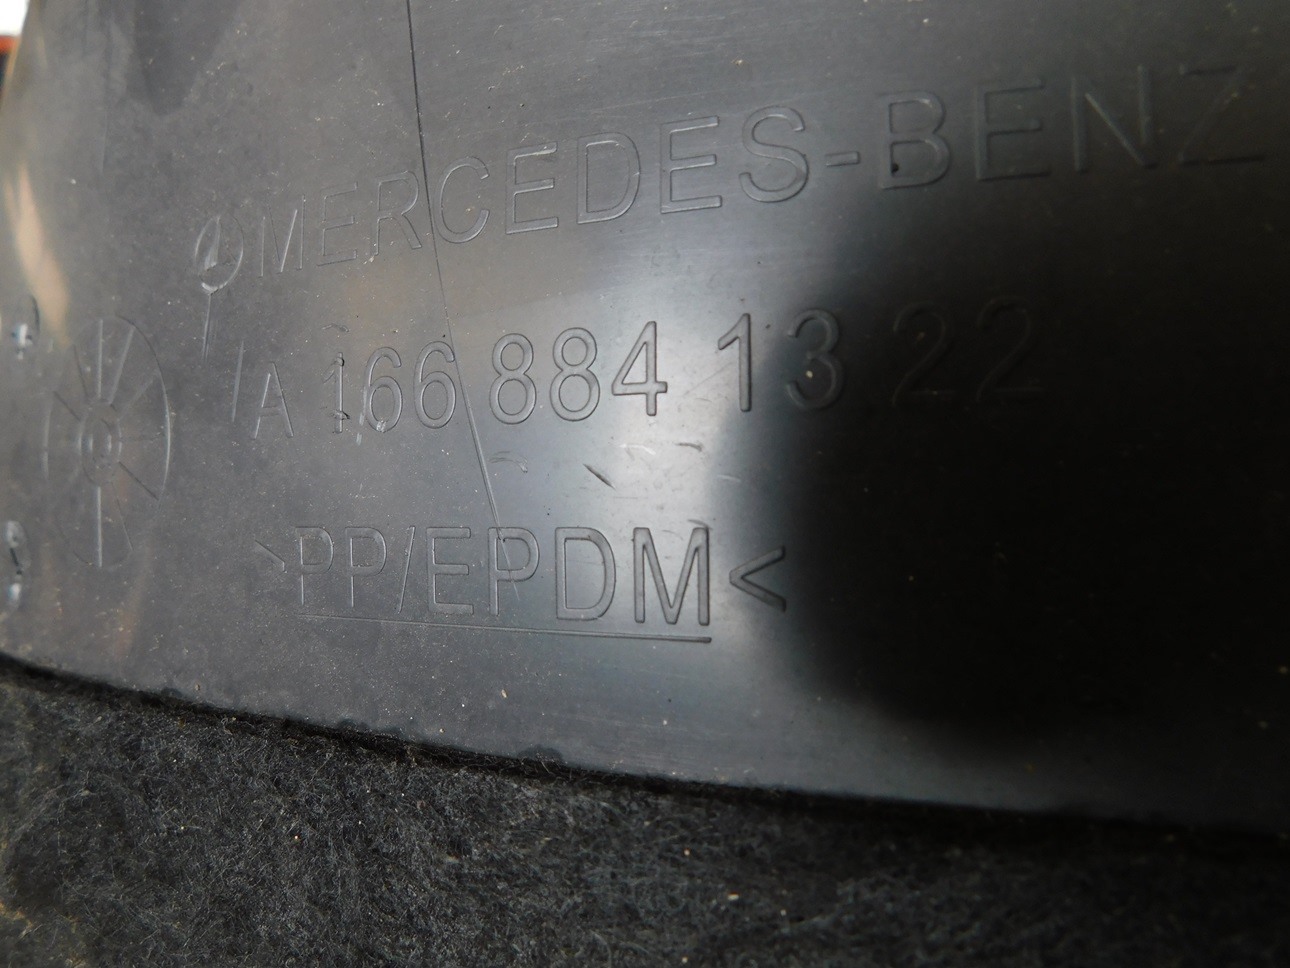 MERCEDES-BENZ
A 166 884 13 22
>PP/EPDM<